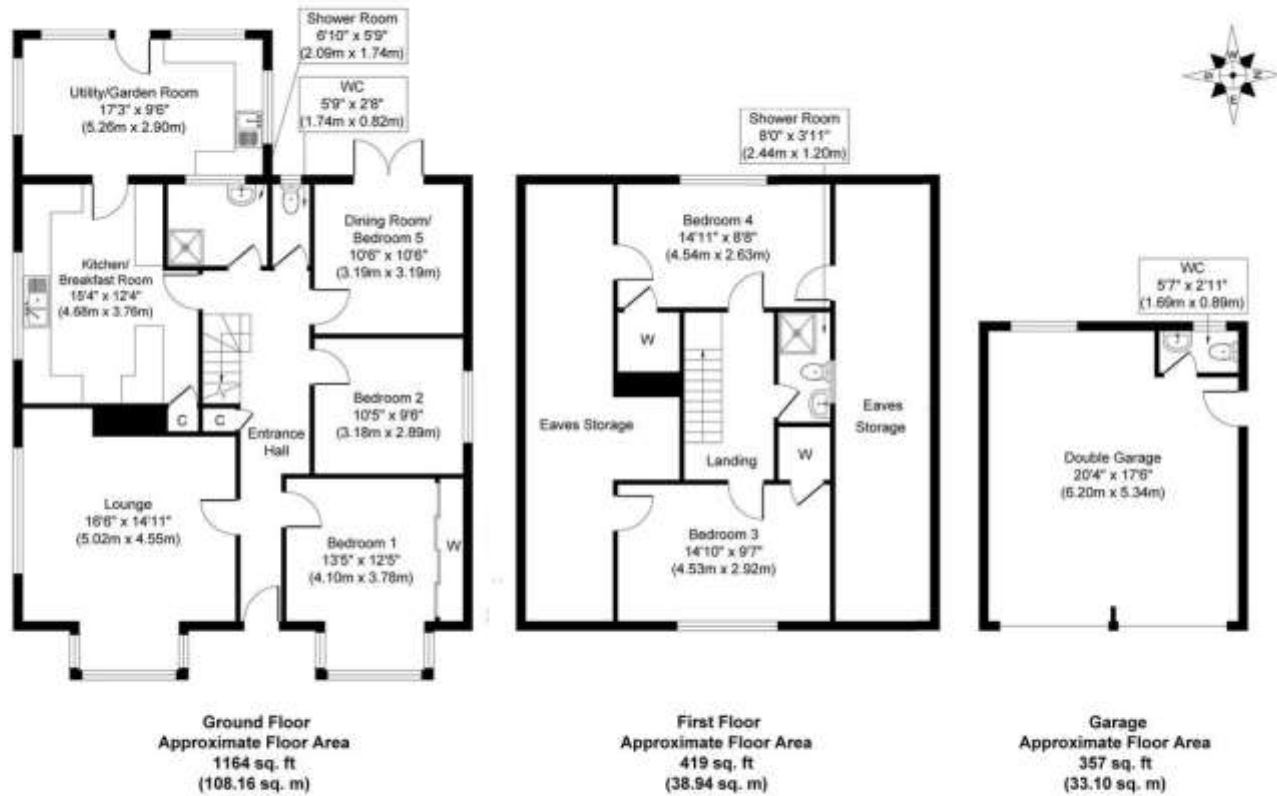 Shower Room
6'10" x 5'9"
(2.09m x 1.74m)
WC
5'9" x 2'8"
(1.74m x 0.82m)
Utility/Garden Room
17'3" x 9'6"
(5.26m x 2.90m)
Kitchen/
Breakfast Room
15'4" x 12'4"
(4.68m x 3.76m)
Dining Room/
Bedroom 5
10'6" x 10'6"
(3.19m x 3.19m)
Bedroom 2
10'5" x 9'6"
(3.18m x 2.89m)
C
C
Entrance
Hall
Lounge
16'6" x 14'11"
(5.02m x 4.55m)
Bedroom 1
13'5" x 12'5"
(4.10m x 3.78m)
W
Ground Floor
Approximate Floor Area
1164 sq. ft
(108.16 sq. m)
Shower Room
8'0" x 3'11"
(2.44m x 1.20m)
Bedroom 4
14'11" x 8'8"
(4.54m x 2.63m)
W
Eaves Storage
Landing
W
Eaves
Storage
Bedroom 3
14'10" x 9'7"
(4.53m x 2.92m)
First Floor
Approximate Floor Area
419 sq. ft
(38.94 sq. m)
W
S
N
E
WC
5'7" x 2'11"
(1.69m x 0.89m)
Double Garage
20'4" x 17'6"
(6.20m x 5.34m)
Garage
Approximate Floor Area
357 sq. ft
(33.10 sq. m)